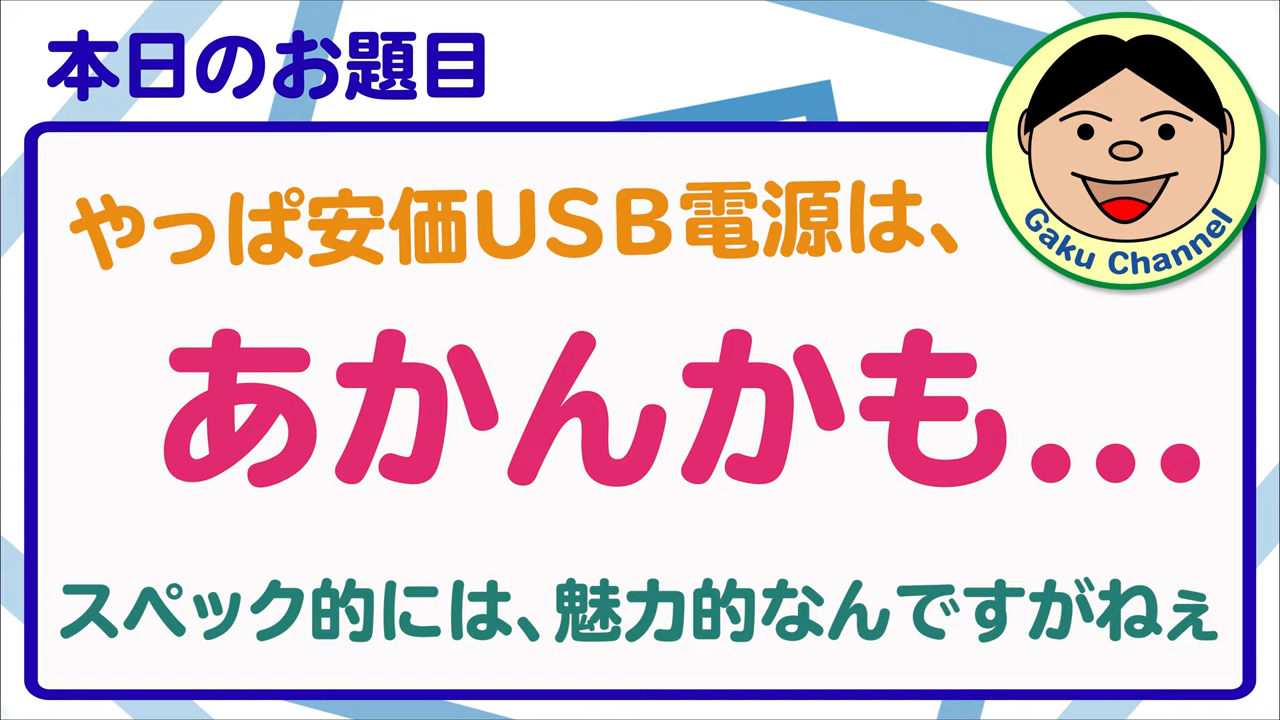 本日のお題目
Gaku Channel
やっぱ安価USB電源は、
あかんかも...
スペック的には、魅力的なんですがねぇ